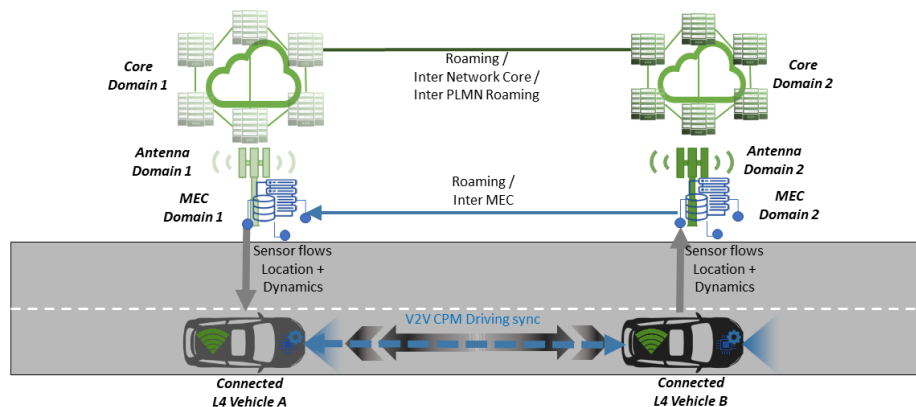 Core
Domain 1
Roaming /
Inter Network Core /
Inter PLMN Roaming
Core
Domain 2
Antenna
Domain 1
Antenna
Domain 2
MEC
Domain 1
Roaming /
Inter MEC
MEC
Domain 2
Sensor flows
Location +
Dynamics
Sensor flows
Location +
Dynamics
V2V CPM Driving sync
Connected
L4 Vehicle A
Connected
L4 Vehicle B